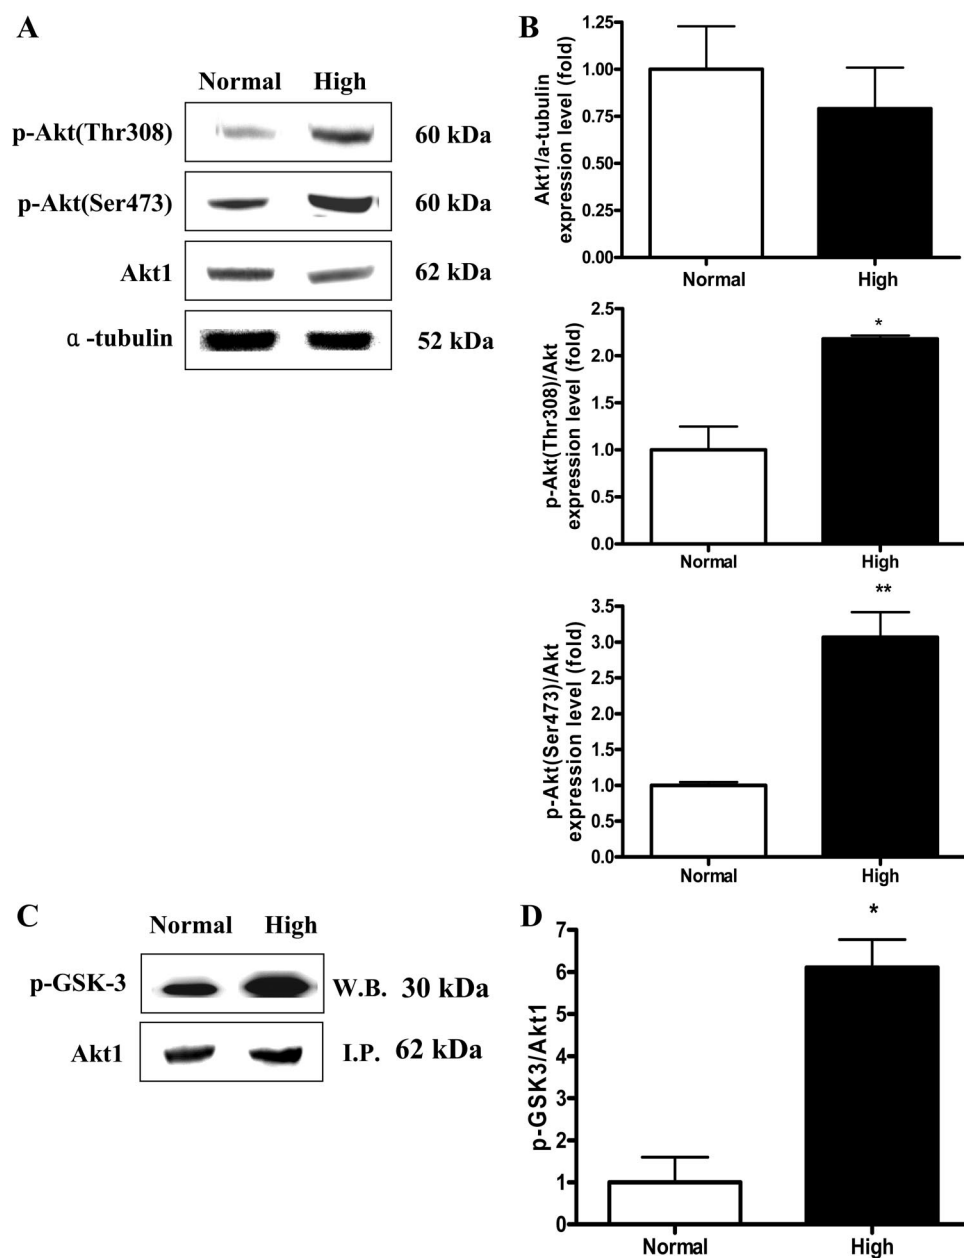 A
Normal High
p-Akt(Thr308) 60 kDa
p-Akt(Ser473) 60 kDa
Akt1 62 kDa
α-tubulin 52 kDa
B
Akt1/a-tubulin
expression level (fold)
1.25
1.00
0.75
0.50
0.25
0.00
Normal High
p-Akt(Thr308)/Akt
expression level (fold)
2.5
2.0
1.5
1.0
0.5
0.0
*
Normal High
p-Akt(Ser473)/Akt
expression level (fold)
3.5
3.0
2.5
2.0
1.5
1.0
0.5
0.0
**
Normal High
C
Normal High
p-GSK-3 W.B. 30 kDa
Akt1 I.P. 62 kDa
D
p-GSK3/Akt1
7
6
5
4
3
2
1
0
*
Normal High